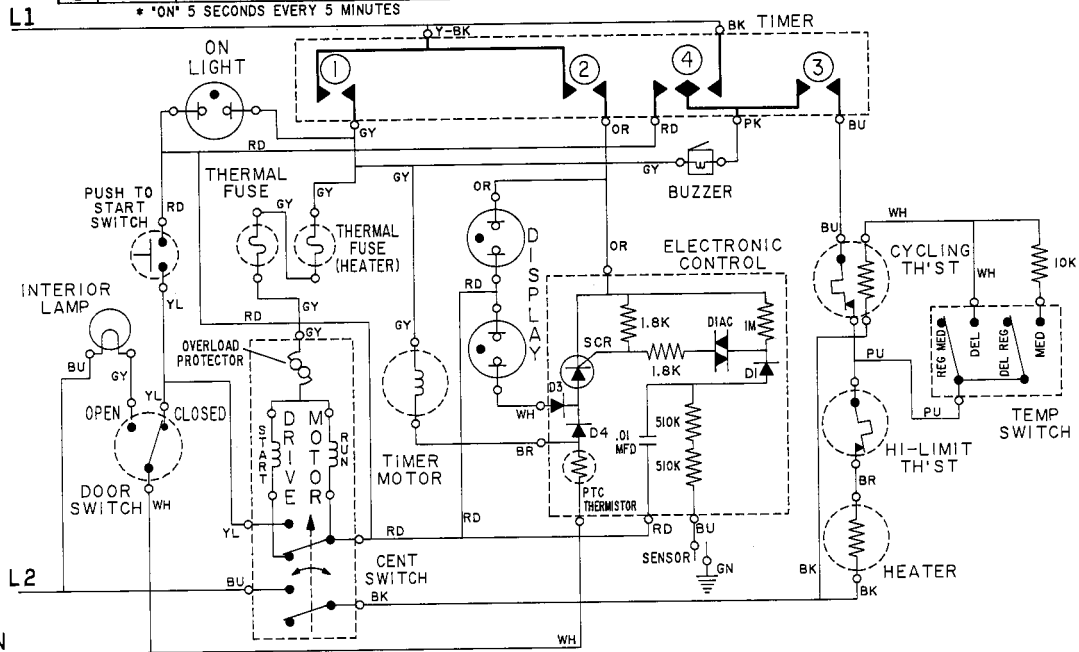 * "ON" 5 SECONDS EVERY 5 MINUTES
L1
Y-BK
BK
TIMER
ON
LIGHT
1
2
4
3
GY
OR
RD
PK
BU
RD
GY
BUZZER
THERMAL
FUSE
GY
GY
GY
OR
PUSH TO
START
SWITCH
RD
THERMAL
FUSE
(HEATER)
DISPLAY
OR
ELECTRONIC
CONTROL
BU
WH
CYCLING
TH'ST
WH
10K
YL
INTERIOR
LAMP
RD
GY
GY
OVERLOAD
PROTECTOR
1.8K
DIAC
1M
SCR
1.8K
D1
REG MED
DEL
DEL REG
MED
PU
BU
GY
YL
OPEN
CLOSED
D3
WH
D4
.01
MFD
510K
510K
PU
TEMP
SWITCH
HI-LIMIT
TH'ST
START
DRIVE
MOTOR
RUN
TIMER
MOTOR
BR
PTC
THERMISTOR
BR
DOOR
SWITCH
WH
YL
RD
RD
RD
BU
SENSOR
GN
HEATER
L2
BU
CENT
SWITCH
BK
BK
BK
N
WH